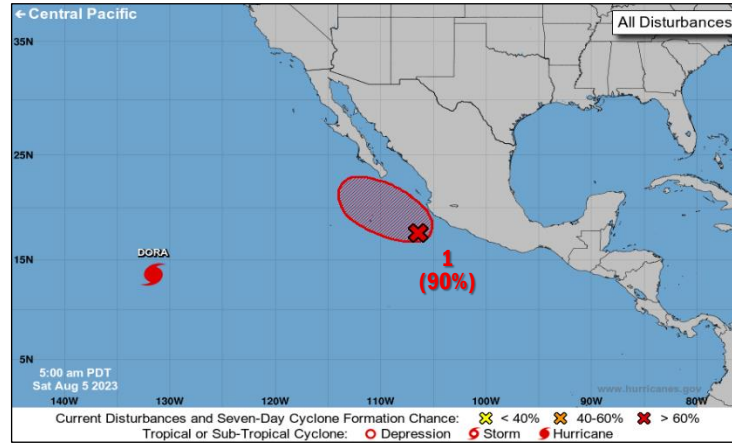 ← Central Pacific
All Disturbances
35N
25N
DORA
15N
1
(90%)
5N
5:00 am PDT
Sat Aug 5 2023
www.hurricanes.gov
140W 130W 120W 110W 100W 90W 80W
Current Disturbances and Seven-Day Cyclone Formation Chance: < 40% 40-60% > 60%
Tropical or Sub-Tropical Cyclone: Depression Storm Hurricane